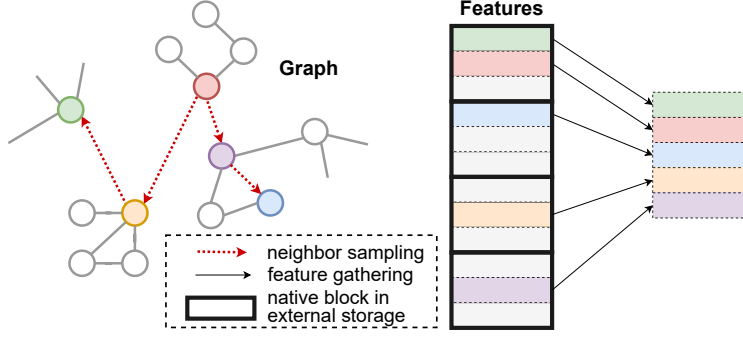 Features
Graph
neighbor sampling
feature gathering
native block in
external storage